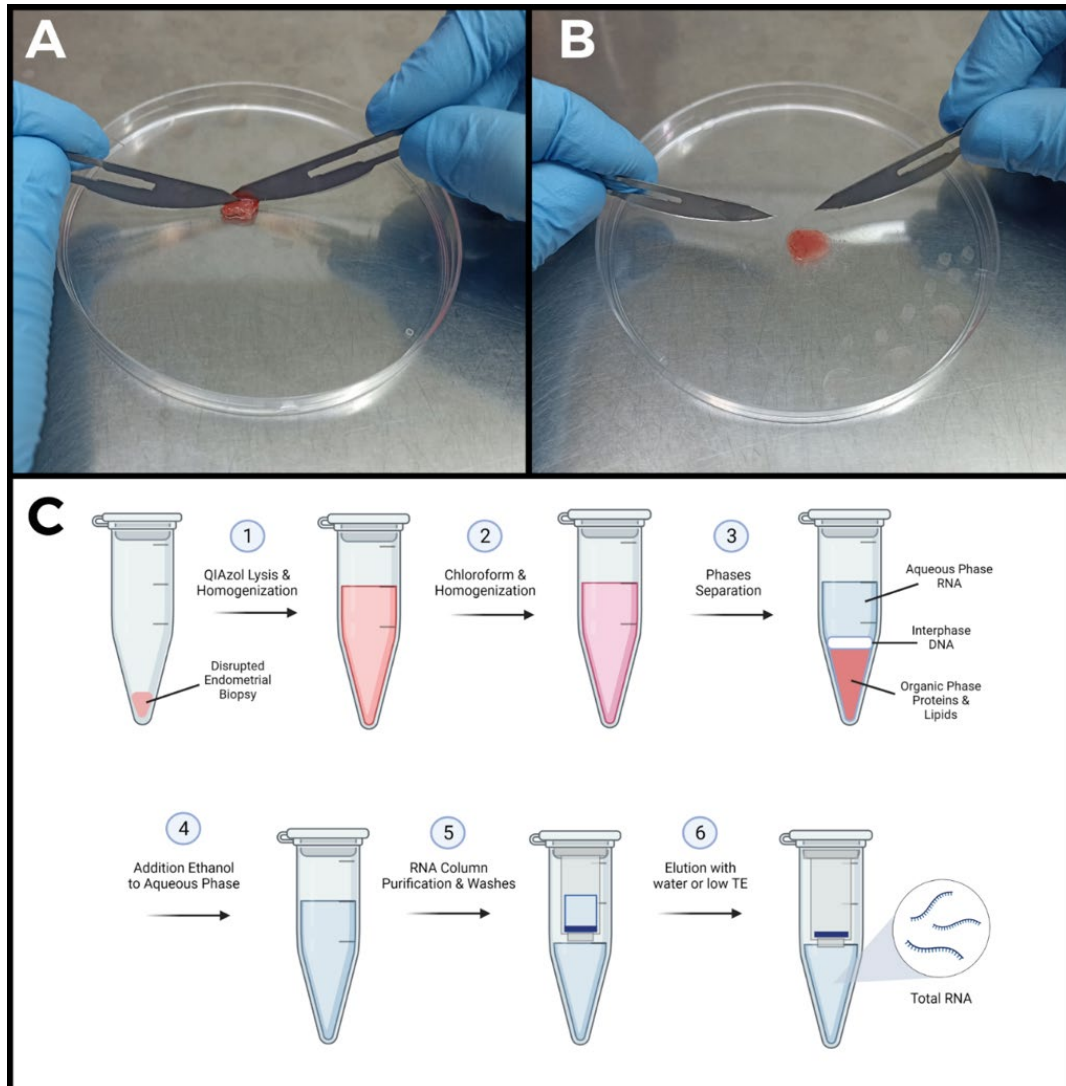 A
B
C
1
QIAzol Lysis &
Homogenization
2
Chloroform &
Homogenization
3
Phases
Separation
Aqueous Phase
RNA
Interphase
DNA
Organic Phase
Proteins &
Lipids
Disrupted
Endometrial
Biopsy
4
Addition Ethanol
to Aqueous Phase
5
RNA Column
Purification & Washes
6
Elution with
water or low TE
Total RNA